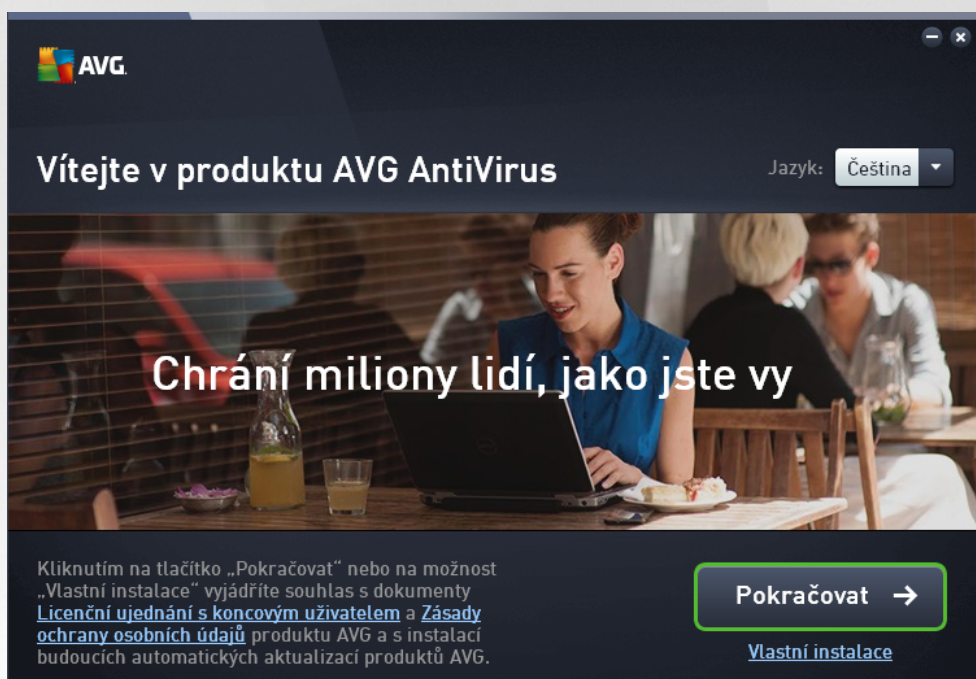 AVG.
Vítejte v produktu AVG AntiVirus
Jazyk: Čeština
Chrání miliony lidí, jako jste vy
Kliknutím na tlačítko „Pokračovat“ nebo na možnost
„Vlastní instalace“ vyjádříte souhlas s dokumenty
Licenční ujednání s koncovým uživatelem a Zásady
ochrany osobních údajů produktu AVG a s instalací
budoucích automatických aktualizací produktů AVG.
Pokračovat →
Vlastní instalace